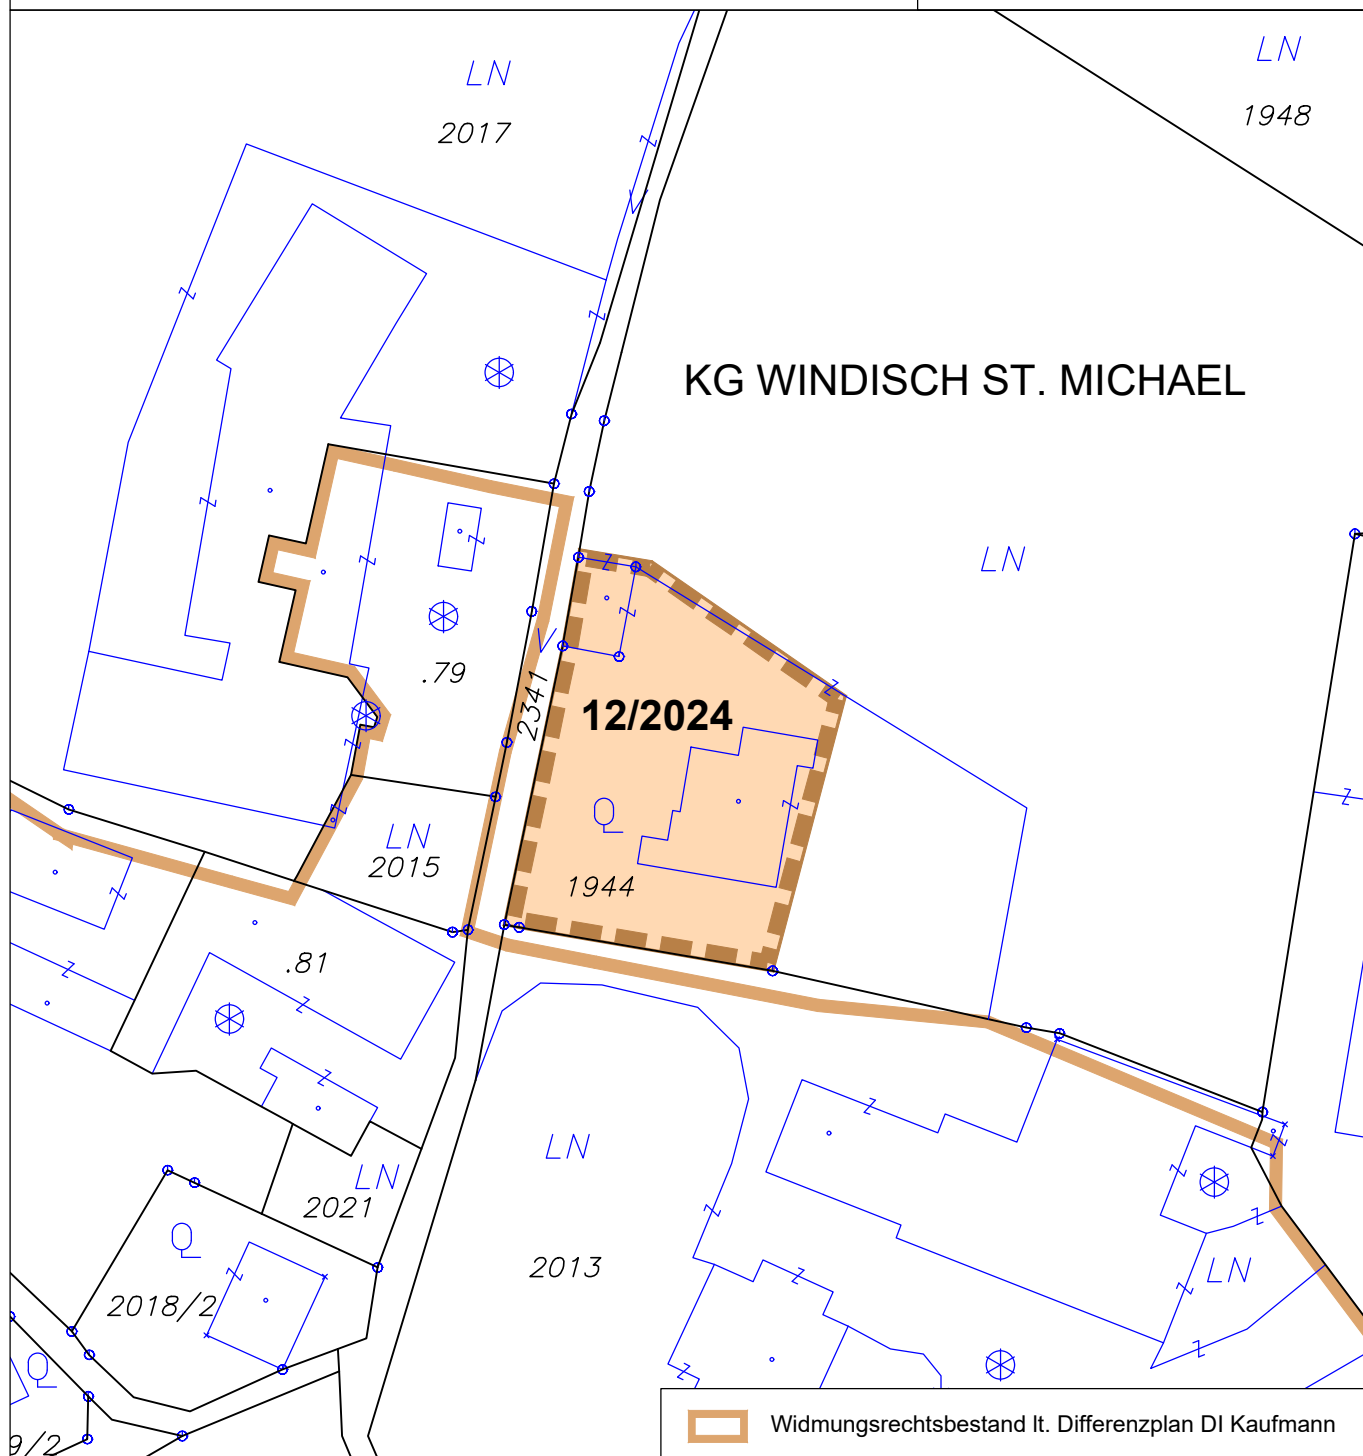 LN
LN
2017
1948
V
KG WINDISCH ST. MICHAEL
LN
V
.79
2341
12/2024
LN
2015
1944
.81
LN
LN
2021
2013
LN
2018/2
9/2
Widmungsrechtsbestand lt. Differenzplan DI Kaufmann